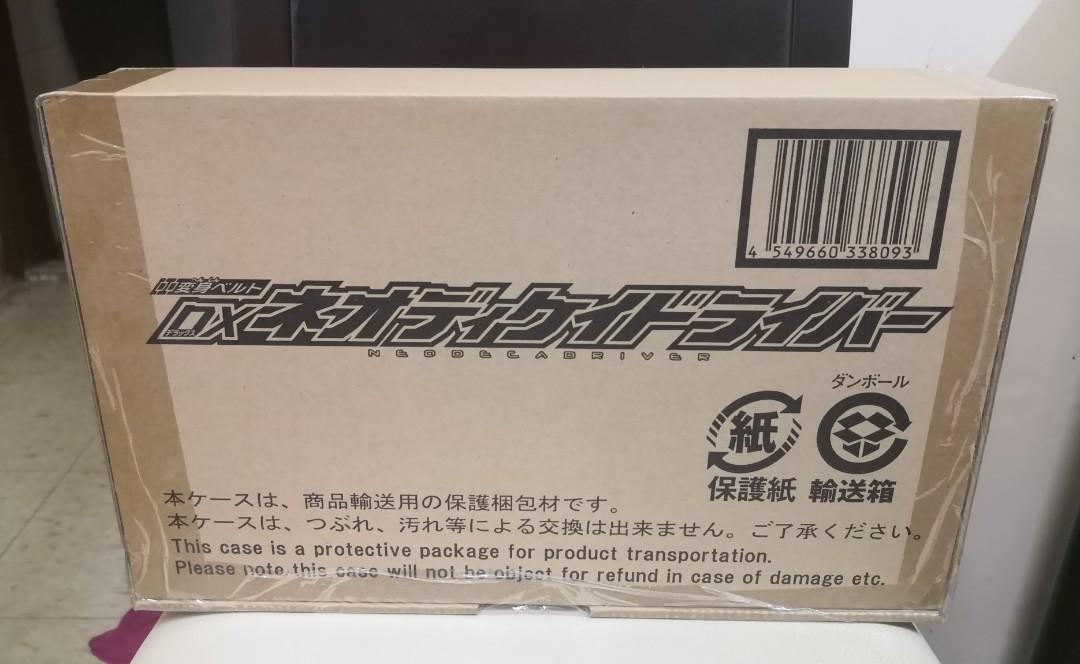 4 549660 338093
変身ベルト
DXネオディケイドライバー
デラックス
NEODECADRIVER
ダンボール
紙
保護紙 輸送箱
本ケースは、商品輸送用の保護梱包材です。
本ケースは、つぶれ、汚れ等による交換は出来ません。ご了承ください。
This case is a protective package for product transportation.
Please note this case will not be object for refund in case of damage etc.